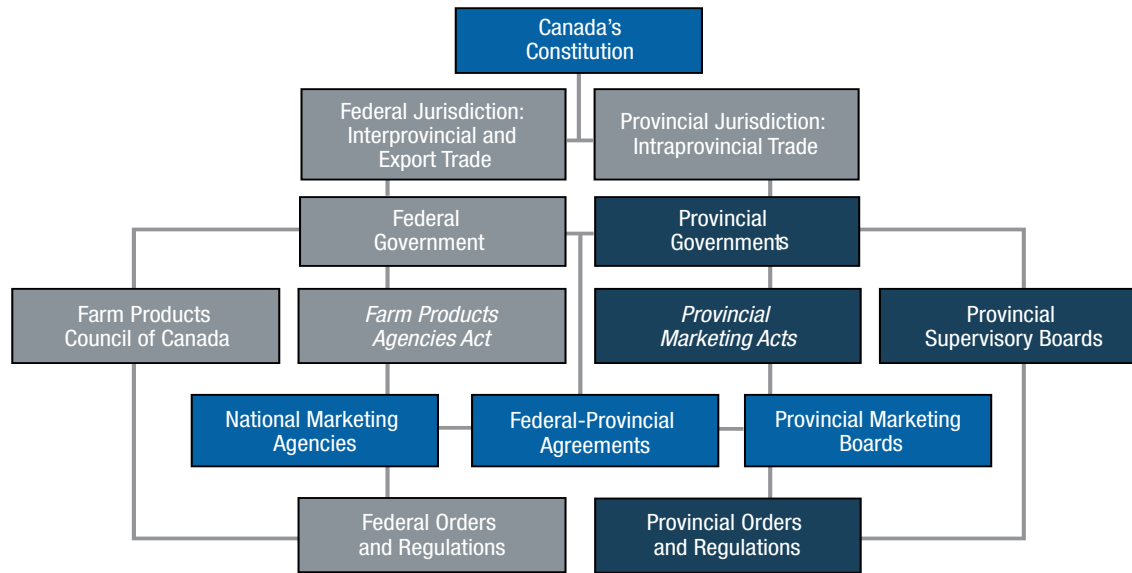 Canada's
Constitution
Federal Jurisdiction:
Interprovincial and
Export Trade
Provincial Jurisdiction:
Intraprovincial Trade
Federal
Government
Provincial
Governments
Farm Products
Council of Canada
Farm Products
Agencies Act
Provincial
Marketing Acts
Provincial
Supervisory Boards
National Marketing
Agencies
Federal-Provincial
Agreements
Provincial Marketing
Boards
Federal Orders
and Regulations
Provincial Orders
and Regulations